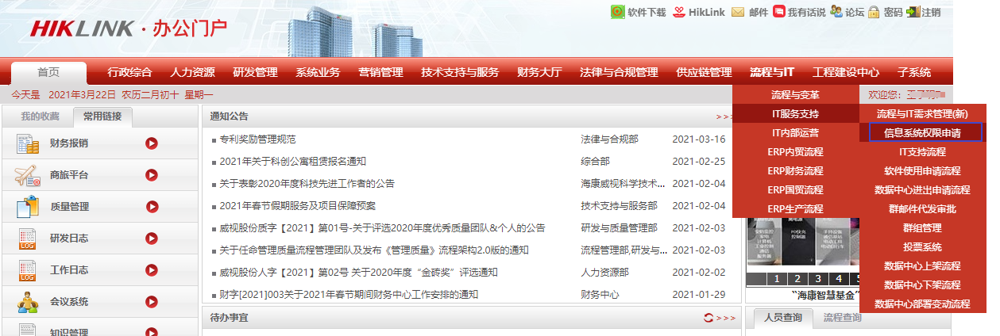 HIKLINK · 办公门户
软件下载 HikLink 邮件 我有话说 论坛 密码 注销
首页 行政综合 人力资源 研发管理 系统业务 营销管理 技术支持与服务 财务大厅 法律与合规管理 供应链管理 流程与IT 工程建设中心 子系统
今天是 2021年3月22日 农历二月初十 星期一
欢迎您:
流程与变革
IT服务支持
IT内部运营
ERP内贸流程
ERP财务流程
ERP国贸流程
ERP生产流程
流程与IT需求管理(新)
信息系统权限申请
IT支持流程
软件使用申请流程
数据中心进出申请流程
群邮件代发审批
群组管理
投票系统
数据中心上架流程
数据中心下架流程
数据中心部署变动流程
我的收藏 常用链接
财务报销
商旅平台
质量管理
研发日志
LOG
工作日志
LOG
会议系统
知识管理
通知公告 >>
专利奖励管理规范 法律与合规部 2021-03-16
2021年关于科创公寓租赁报名通知 综合部 2021-02-25
关于表彰2020年度科技先进工作者的公告 海康威视科学技术... 2021-02-04
2021年春节假期服务及项目保障预案 技术支持与服务部 2021-02-04
威视股份质字【2021】第01号-关于评选2020年度优秀质量团队&个人的公告 研发与质量管理部 2021-02-03
关于任命管理质量流程管理团队及发布《管理质量》流程架构2.0版的通知 流程管理部,研发与... 2021-02-03
威视股份人字【2021】第02号 关于2020年度“金砖奖”评选通知 人力资源部 2021-02-02
财字[2021]003关于2021年春节期间财务中心工作安排的通知 财务中心 2021-01-29
待办事宜 >>>
1 2 3 4 5
“海康智慧基金”
人员查询 流程查询